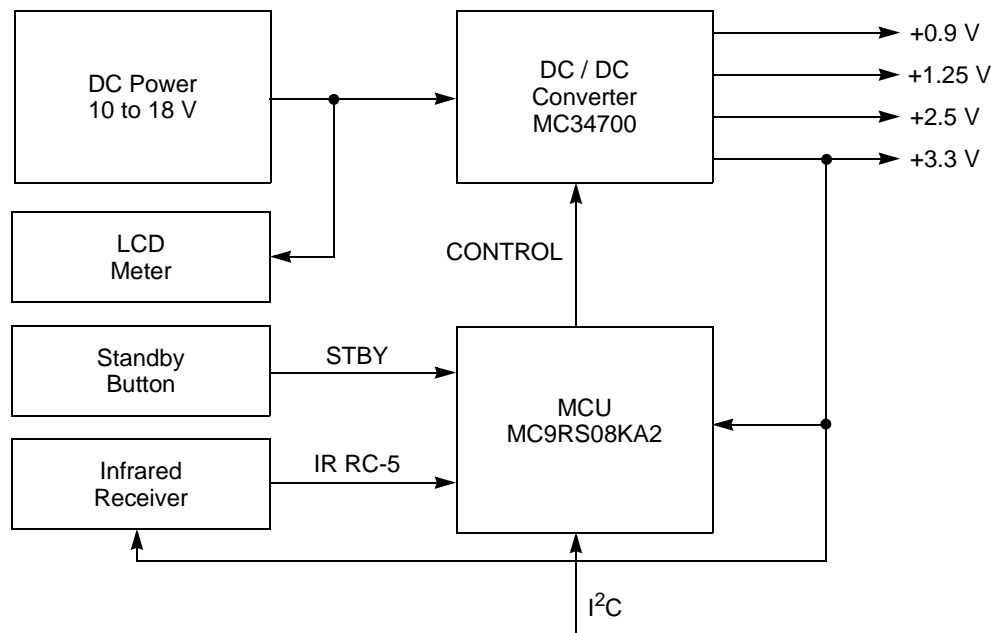 DC Power
10 to 18 V
DC / DC
Converter
MC34700
+0.9 V
+1.25 V
+2.5 V
+3.3 V
LCD
Meter
CONTROL
Standby
Button
STBY
MCU
MC9RS08KA2
Infrared
Receiver
IR RC-5
I²C